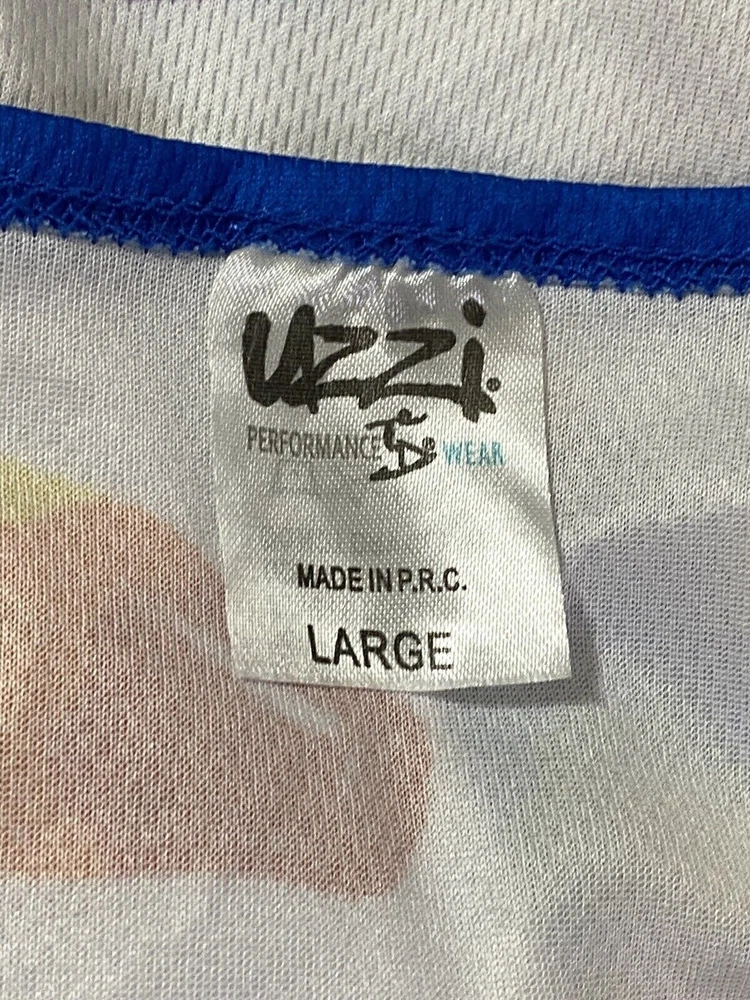 UZZi®
PERFORMANCE ® WEAR
MADE IN P.R.C.
LARGE